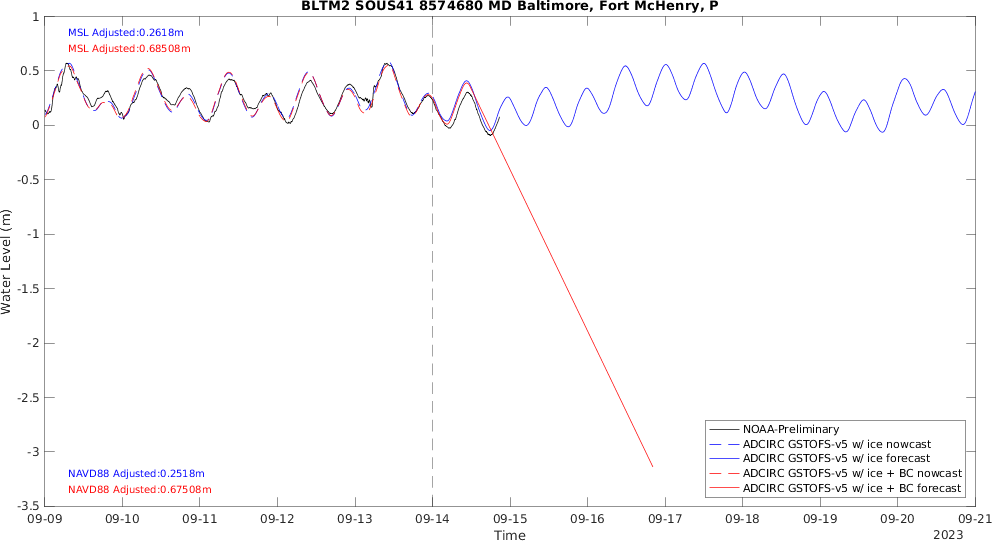 BLTM2 SOUS41 8574680 MD Baltimore, Fort McHenry, P
MSL Adjusted:0.2618m
MSL Adjusted:0.68508m
1
0.5
0
-0.5
-1
-1.5
-2
-2.5
-3
-3.5
Water Level (m)
NAVD88 Adjusted:0.2518m
NAVD88 Adjusted:0.67508m
NOAA-Preliminary
ADCIRC GSTOFS-v5 w/ ice nowcast
ADCIRC GSTOFS-v5 w/ ice forecast
ADCIRC GSTOFS-v5 w/ ice + BC nowcast
ADCIRC GSTOFS-v5 w/ ice + BC forecast
09-09 09-10 09-11 09-12 09-13 09-14 09-15 09-16 09-17 09-18 09-19 09-20 09-21
Time
2023